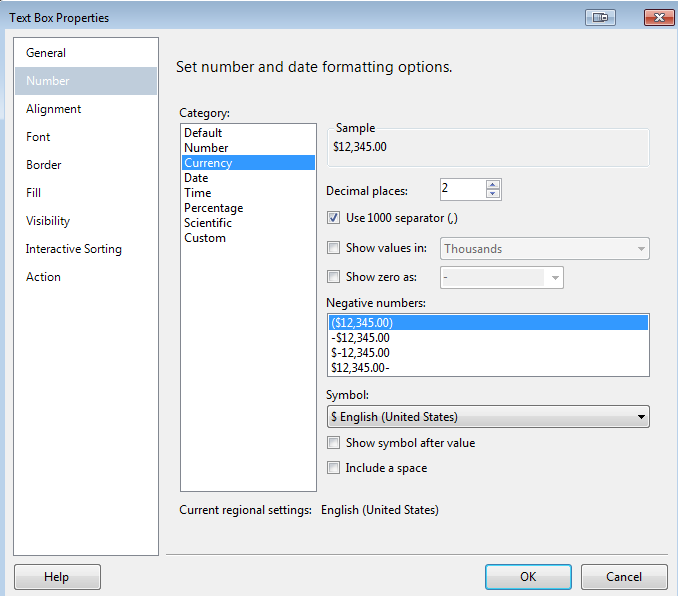 Text Box Properties
General
Number
Alignment
Font
Border
Fill
Visibility
Interactive Sorting
Action
Set number and date formatting options.
Category:
Default
Number
Currency
Date
Time
Percentage
Scientific
Custom
Sample
$12,345.00
Decimal places: 2
Use 1000 separator (,)
Show values in: Thousands
Show zero as: -
Negative numbers:
($12,345.00)
-$12,345.00
$-12,345.00
$12,345.00-
Symbol:
$ English (United States)
Show symbol after value
Include a space
Current regional settings: English (United States)
Help OK Cancel